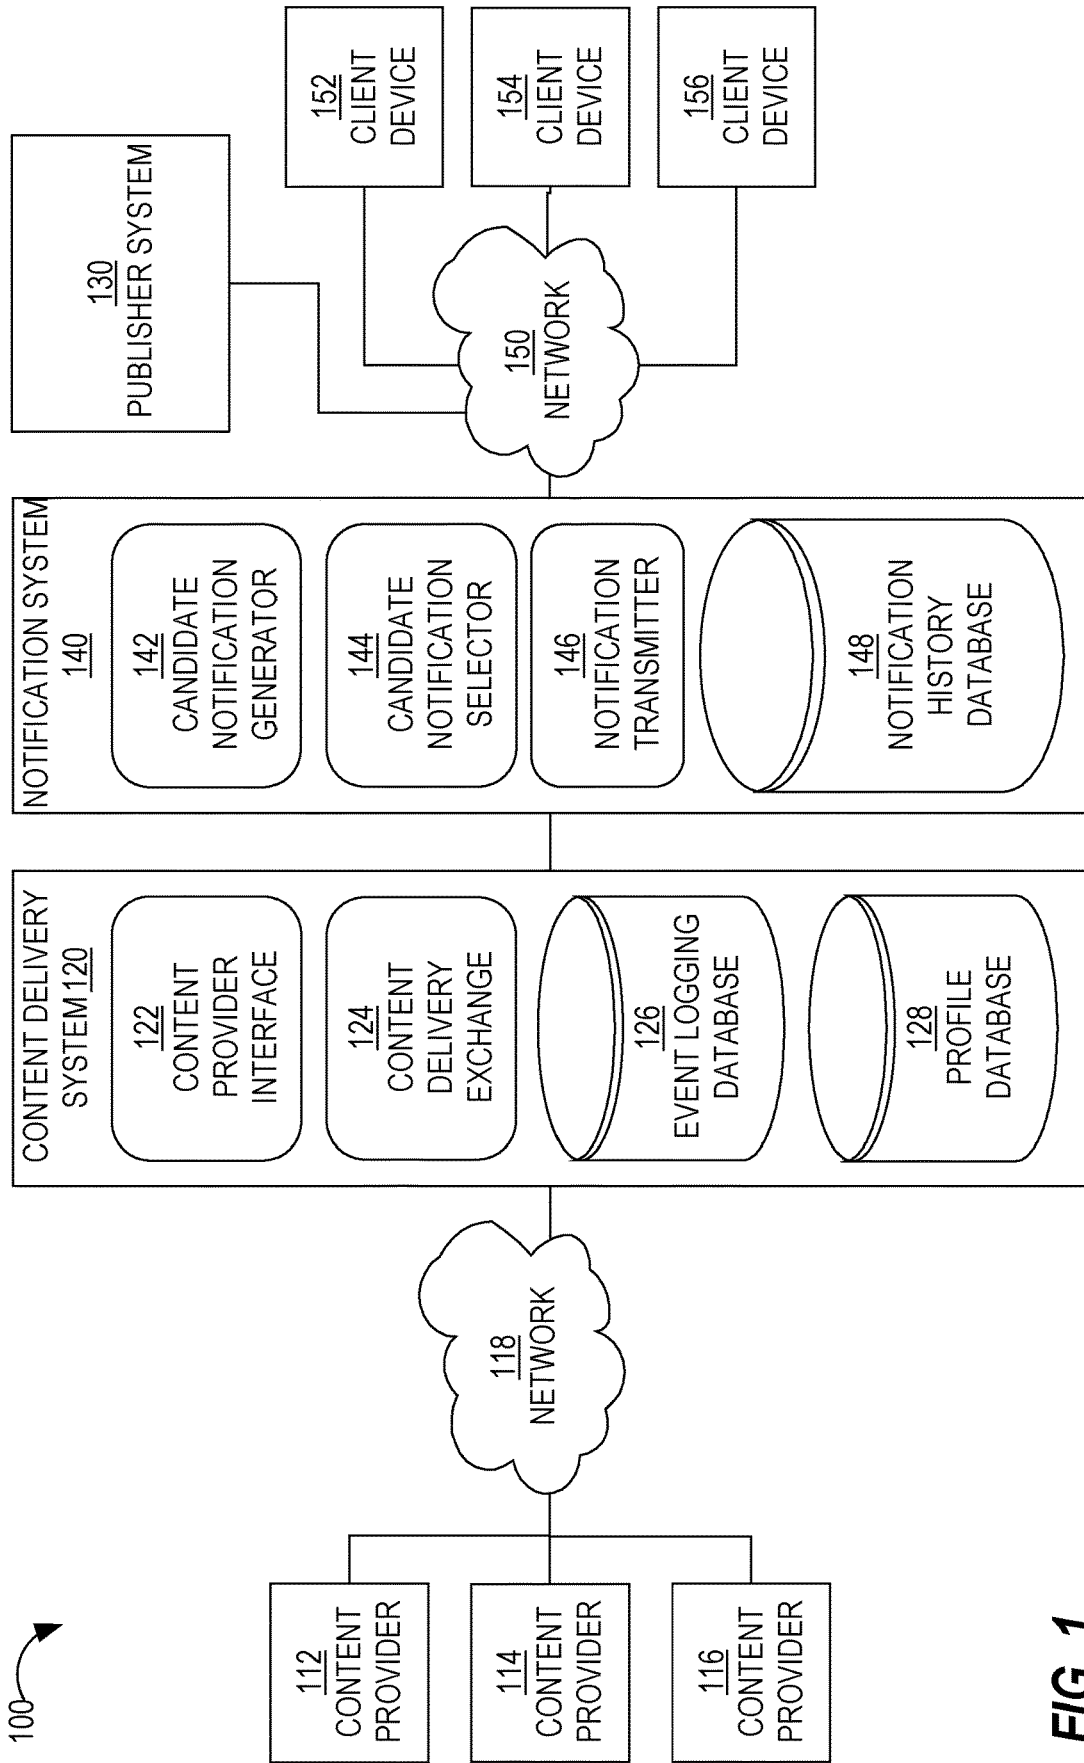 100
112
CONTENT
PROVIDER
114
CONTENT
PROVIDER
116
CONTENT
PROVIDER
118
NETWORK
CONTENT DELIVERY
SYSTEM 120
122
CONTENT
PROVIDER
INTERFACE
124
CONTENT
DELIVERY
EXCHANGE
126
EVENT LOGGING
DATABASE
128
PROFILE
DATABASE
NOTIFICATION SYSTEM
140
142
CANDIDATE
NOTIFICATION
GENERATOR
144
CANDIDATE
NOTIFICATION
SELECTOR
146
NOTIFICATION
TRANSMITTER
148
NOTIFICATION
HISTORY
DATABASE
130
PUBLISHER SYSTEM
150
NETWORK
152
CLIENT
DEVICE
154
CLIENT
DEVICE
156
CLIENT
DEVICE
FIG. 1